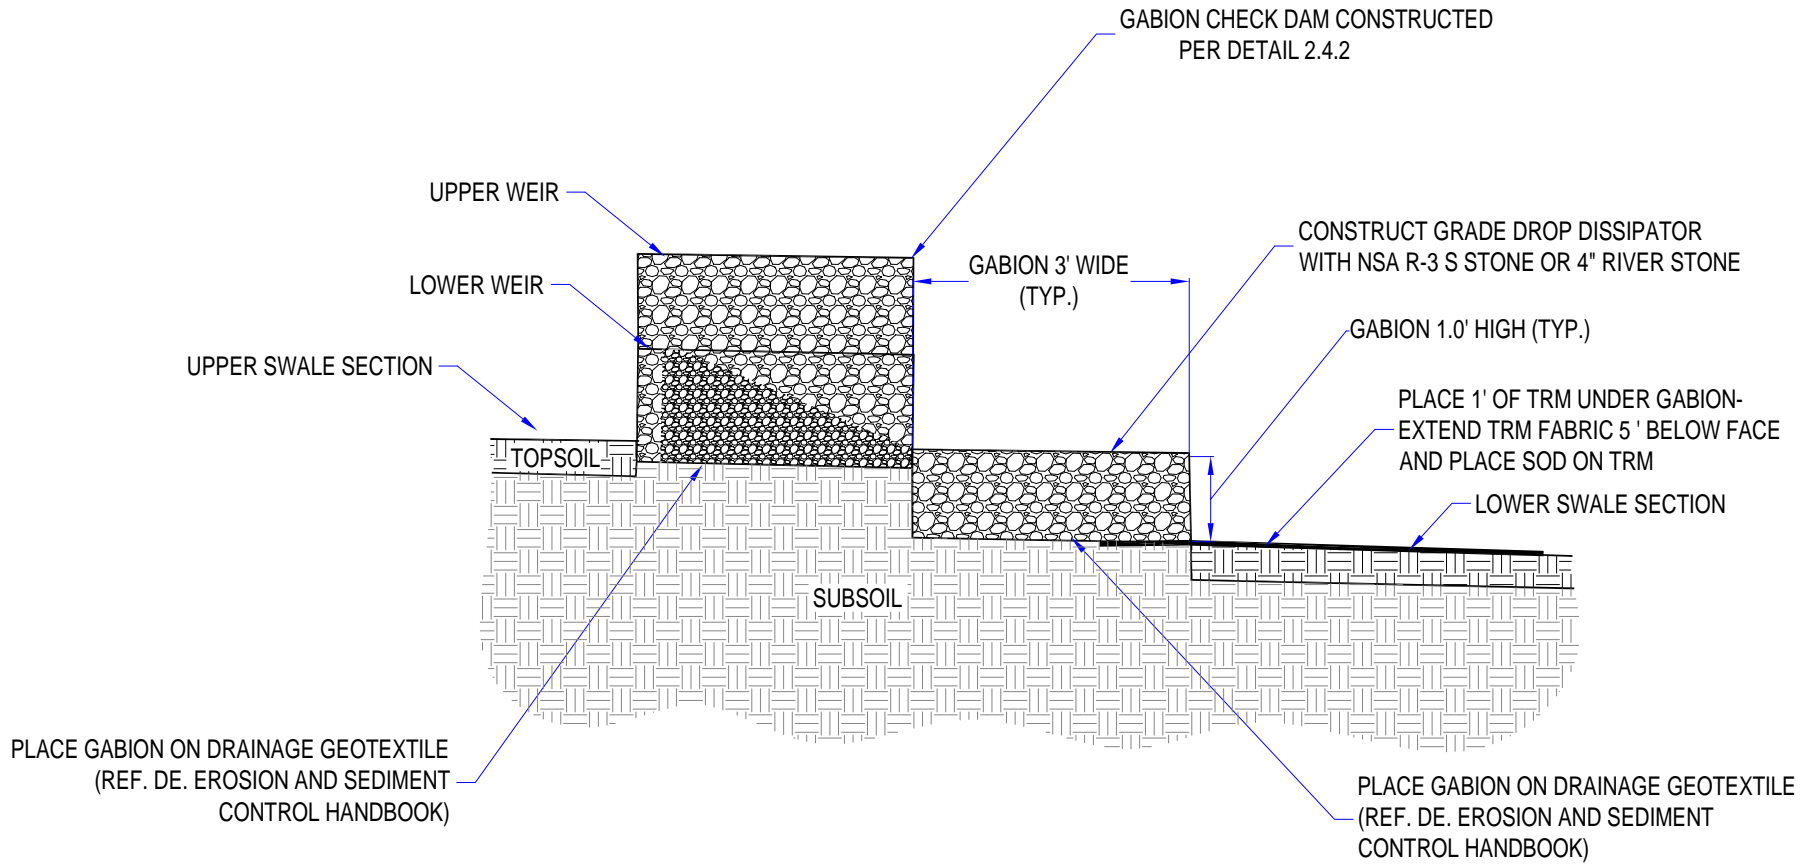 GABION CHECK DAM CONSTRUCTED
PER DETAIL 2.4.2
UPPER WEIR
CONSTRUCT GRADE DROP DISSIPATOR
WITH NSA R-3 S STONE OR 4" RIVER STONE
GABION 3' WIDE
(TYP.)
LOWER WEIR
GABION 1.0' HIGH (TYP.)
UPPER SWALE SECTION
PLACE 1' OF TRM UNDER GABION-
EXTEND TRM FABRIC 5 ' BELOW FACE
AND PLACE SOD ON TRM
TOPSOIL
LOWER SWALE SECTION
SUBSOIL
PLACE GABION ON DRAINAGE GEOTEXTILE
(REF. DE. EROSION AND SEDIMENT
CONTROL HANDBOOK)
PLACE GABION ON DRAINAGE GEOTEXTILE
(REF. DE. EROSION AND SEDIMENT
CONTROL HANDBOOK)